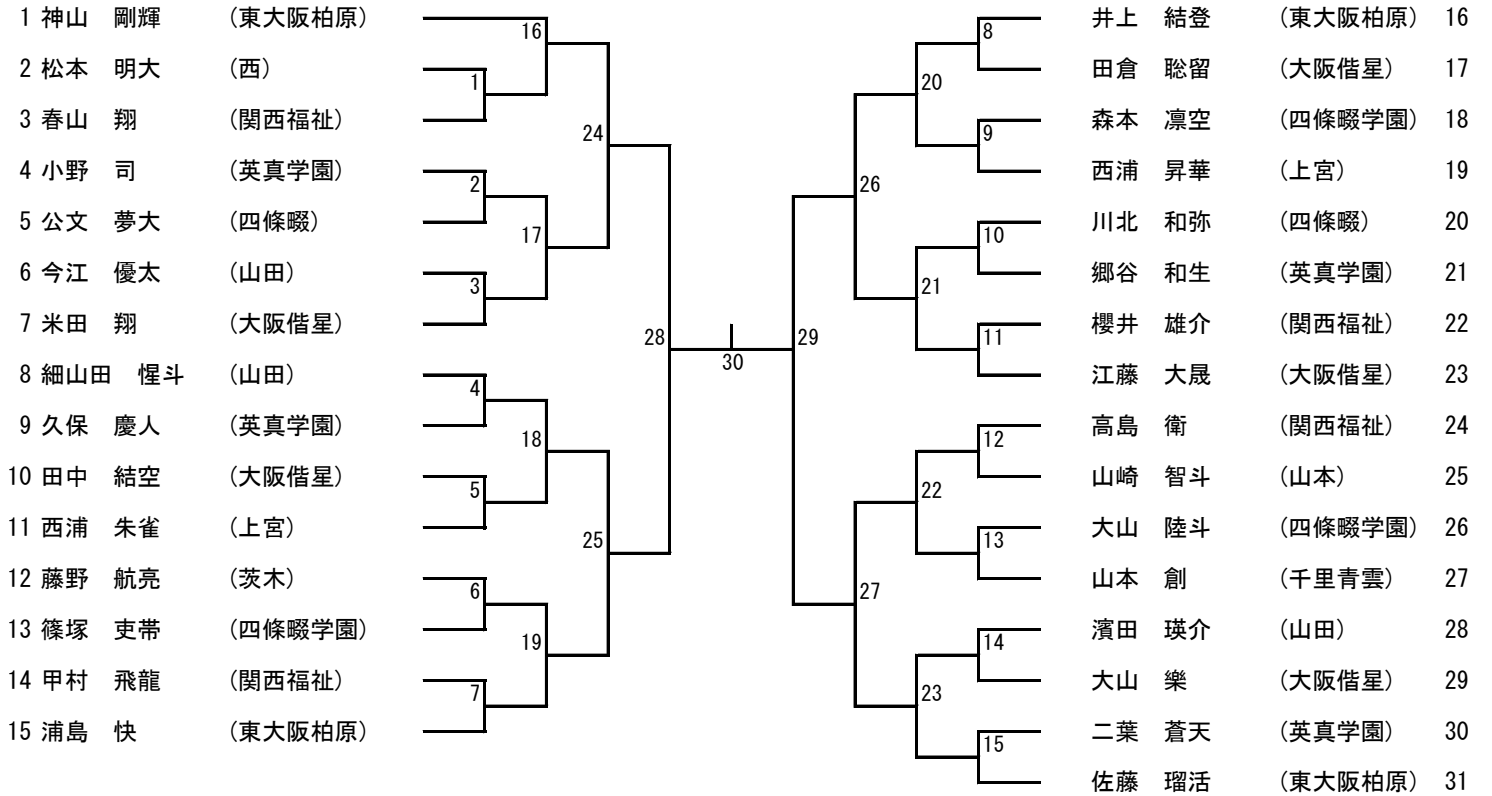 1 神山　剛輝　（東大阪柏原）
2 松本　明大　（西）
3 春山　翔　（関西福祉）
4 小野　司　（英真学園）
5 公文　夢大　（四條畷）
6 今江　優太　（山田）
7 米田　翔　（大阪偕星）
8 細山田　惺斗　（山田）
9 久保　慶人　（英真学園）
10 田中　結空　（大阪偕星）
11 西浦　朱雀　（上宮）
12 藤野　航亮　（茨木）
13 篠塚　吏帯　（四條畷学園）
14 甲村　飛龍　（関西福祉）
15 浦島　快　（東大阪柏原）
16
1
24
2
17
3
28
4
18
5
25
6
19
7
30
8
20
9
26
10
21
11
29
12
22
13
27
14
23
15
井上　結登　（東大阪柏原） 16
田倉　聡留　（大阪偕星） 17
森本　凛空　（四條畷学園） 18
西浦　昇華　（上宮） 19
川北　和弥　（四條畷） 20
郷谷　和生　（英真学園） 21
櫻井　雄介　（関西福祉） 22
江藤　大晟　（大阪偕星） 23
高島　衛　（関西福祉） 24
山崎　智斗　（山本） 25
大山　陸斗　（四條畷学園） 26
山本　創　（千里青雲） 27
濱田　瑛介　（山田） 28
大山　樂　（大阪偕星） 29
二葉　蒼天　（英真学園） 30
佐藤　瑠活　（東大阪柏原） 31